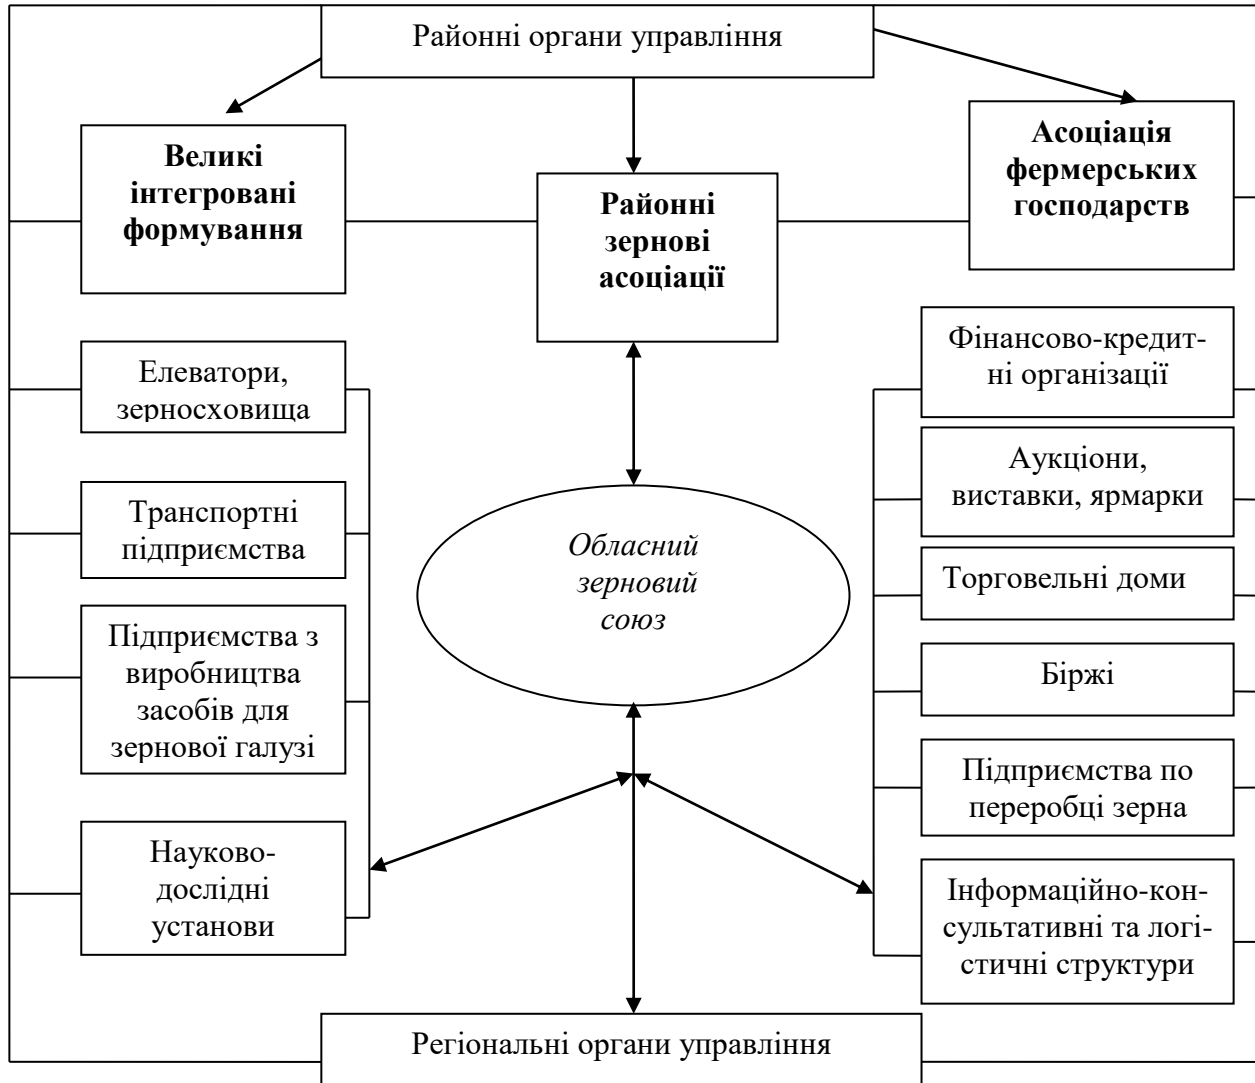 Районні органи управління
Великі
інтегровані
формування
Районні
зернові
асоціації
Асоціація
фермерських
господарств
Елеватори,
зерносховища
Транспортні
підприємства
Підприємства з
виробництва
засобів для
зернової галузі
Науково-
дослідні
установи
Обласний
зерновий
союз
Фінансово-кредит-
ні організації
Аукціони,
виставки, ярмарки
Торговельні доми
Біржі
Підприємства по
переробці зерна
Інформаційно-кон-
сультативні та логі-
стичні структури
Регіональні органи управління